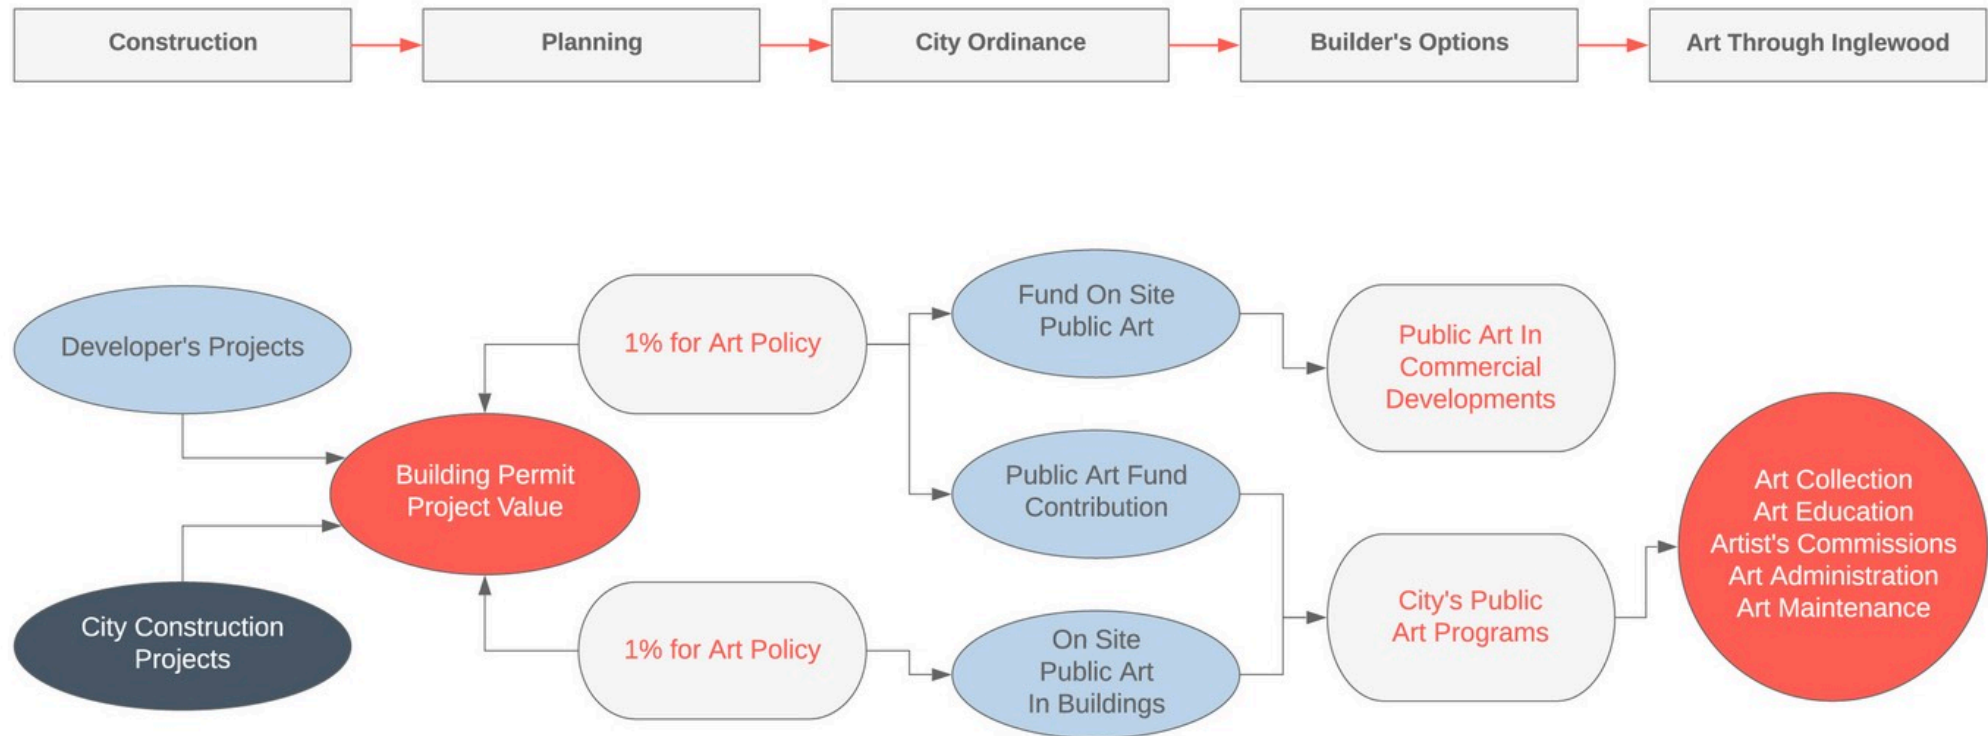 Construction
Planning
City Ordinance
Builder's Options
Art Through Inglewood
Developer's Projects
City Construction
Projects
Building Permit
Project Value
1% for Art Policy
1% for Art Policy
Fund On Site
Public Art
Public Art Fund
Contribution
On Site
Public Art
In Buildings
Public Art In
Commercial
Developments
City's Public
Art Programs
Art Collection
Art Education
Artist's Commissions
Art Administration
Art Maintenance